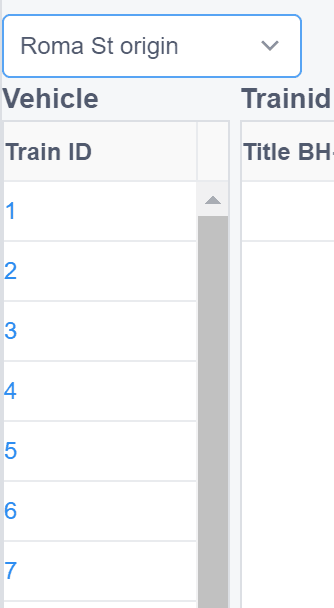 Roma St origin
Vehicle
Trainid
Train ID
Title BH-
1
2
3
4
5
6
7